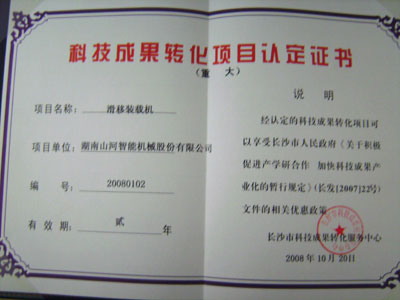 科技成果转化项目认定证书
(重 大)
项目名称: 滑移装载机
项目单位: 湖南山河智能机械股份有限公司
编 号 20080102
有 效 期 贰 年
说 明
经认定的科技成果转化项目可
以享受长沙市人民政府《关于积极
促进产学研合作 加快科技成果产
业化的暂行规定》(长发[2007]22号)
文件的相关优惠政策
长沙市科技成果转化服务中心
2008 年 10 月 20日